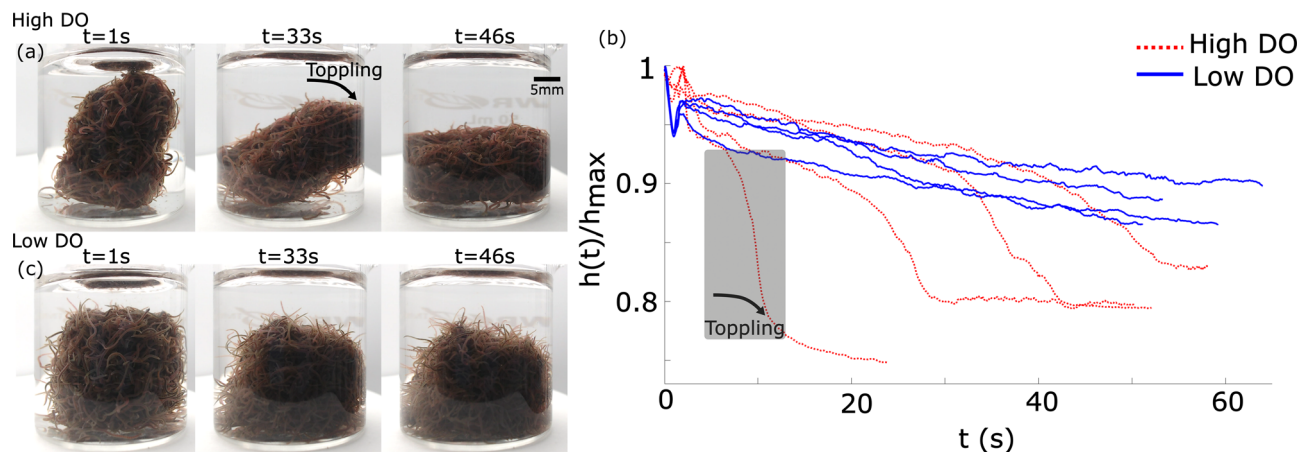 High DO
(a)
t=1s
t=33s
t=46s
Toppling
5mm
Low DO
(c)
t=1s
t=33s
t=46s
(b)
High DO
Low DO
h(t)/hmax
1
0.9
0.8
Toppling
0
20
40
60
t (s)